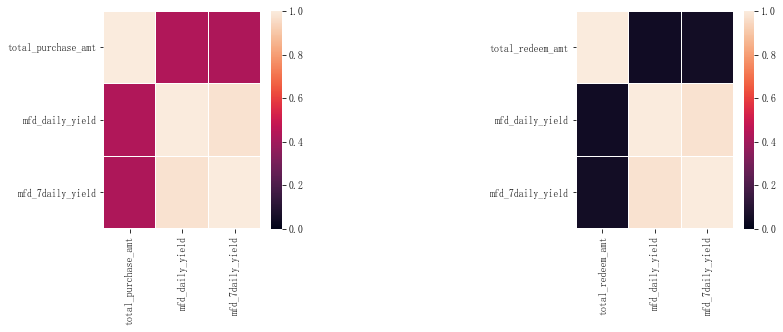 total_purchase_amt
mfd_daily_yield
mfd_7daily_yield
total_purchase_amt
mfd_daily_yield
mfd_7daily_yield
1.0
0.8
0.6
0.4
0.2
0.0
total_redeem_amt
mfd_daily_yield
mfd_7daily_yield
total_redeem_amt
mfd_daily_yield
mfd_7daily_yield
1.0
0.8
0.6
0.4
0.2
0.0